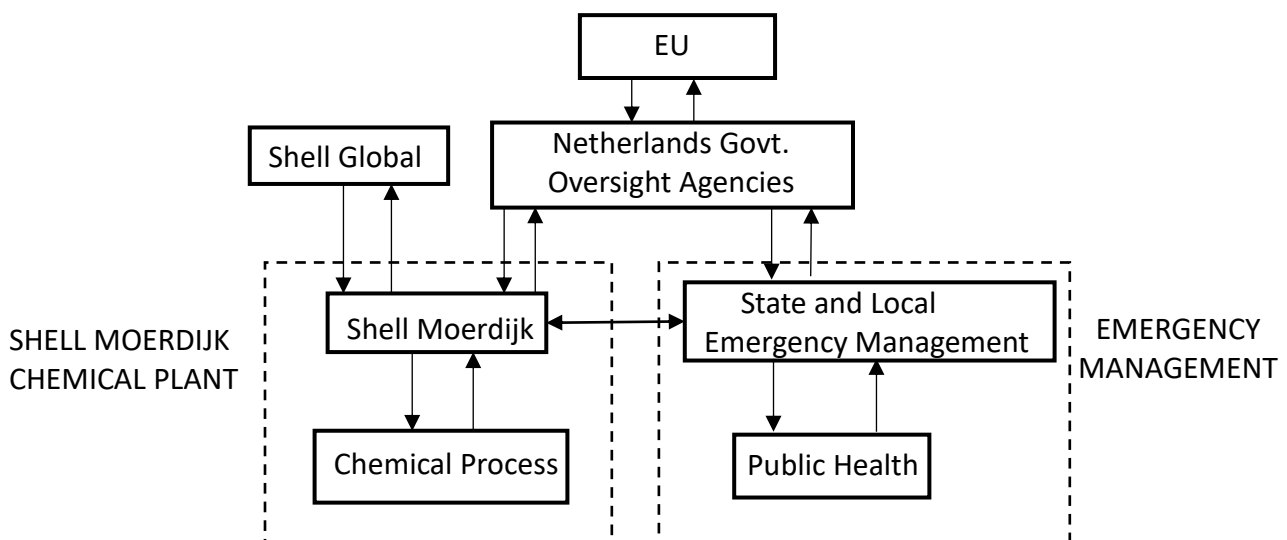 EU
Netherlands Govt.
Oversight Agencies
Shell Global
State and Local
Emergency Management
Shell Moerdijk
SHELL MOERDIJK
CHEMICAL PLANT
EMERGENCY
MANAGEMENT
Chemical Process
Public Health